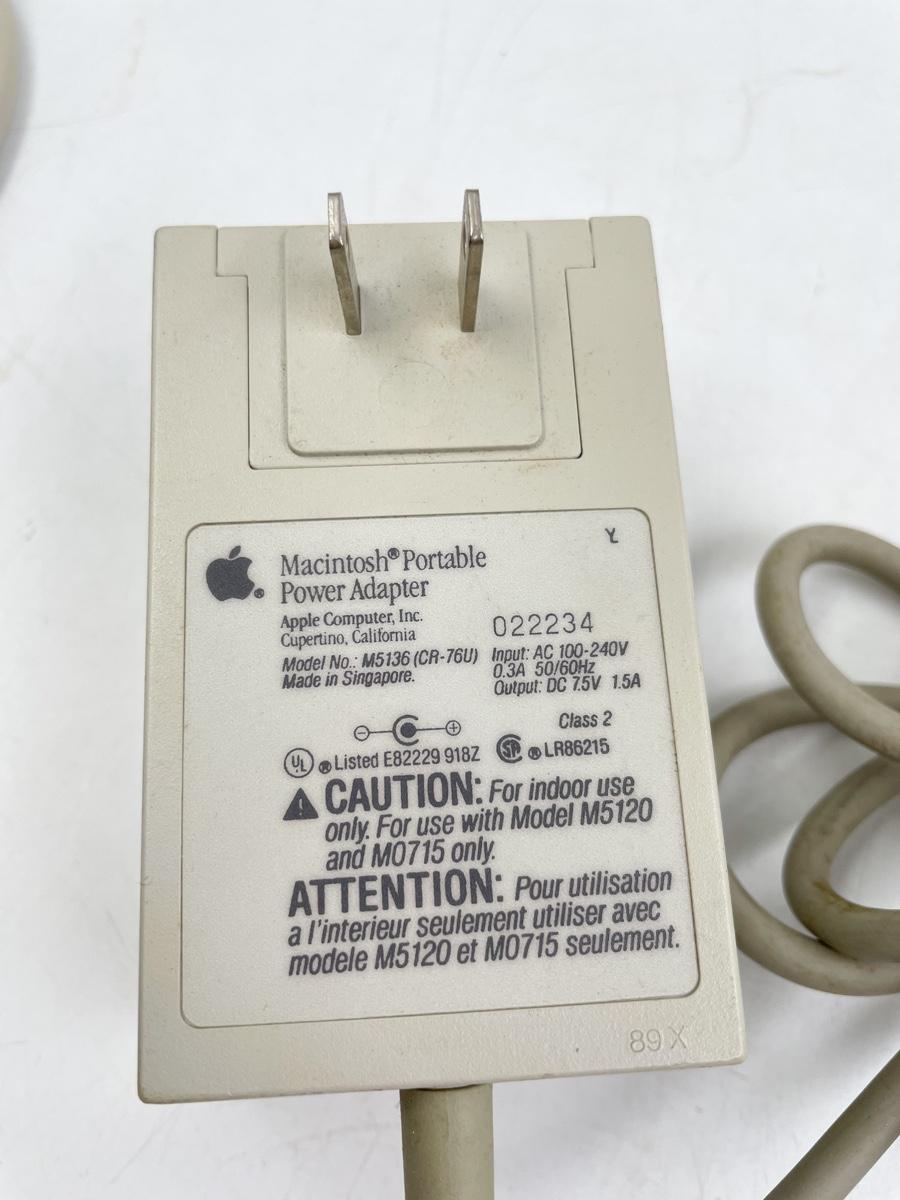 Y
Macintosh® Portable
Power Adapter
Apple Computer, Inc.
Cupertino, California
Model No.: M5136 (CR-76U)
Made in Singapore.
022234
Input: AC 100-240V
0.3A 50/60Hz
Output: DC 7.5V 1.5A
Class 2
UL ® Listed E82229 918Z
SP ® LR86215
CAUTION: For indoor use
only. For use with Model M5120
and M0715 only.
ATTENTION: Pour utilisation
a l'interieur seulement utiliser avec
modele M5120 et M0715 seulement.
89 X